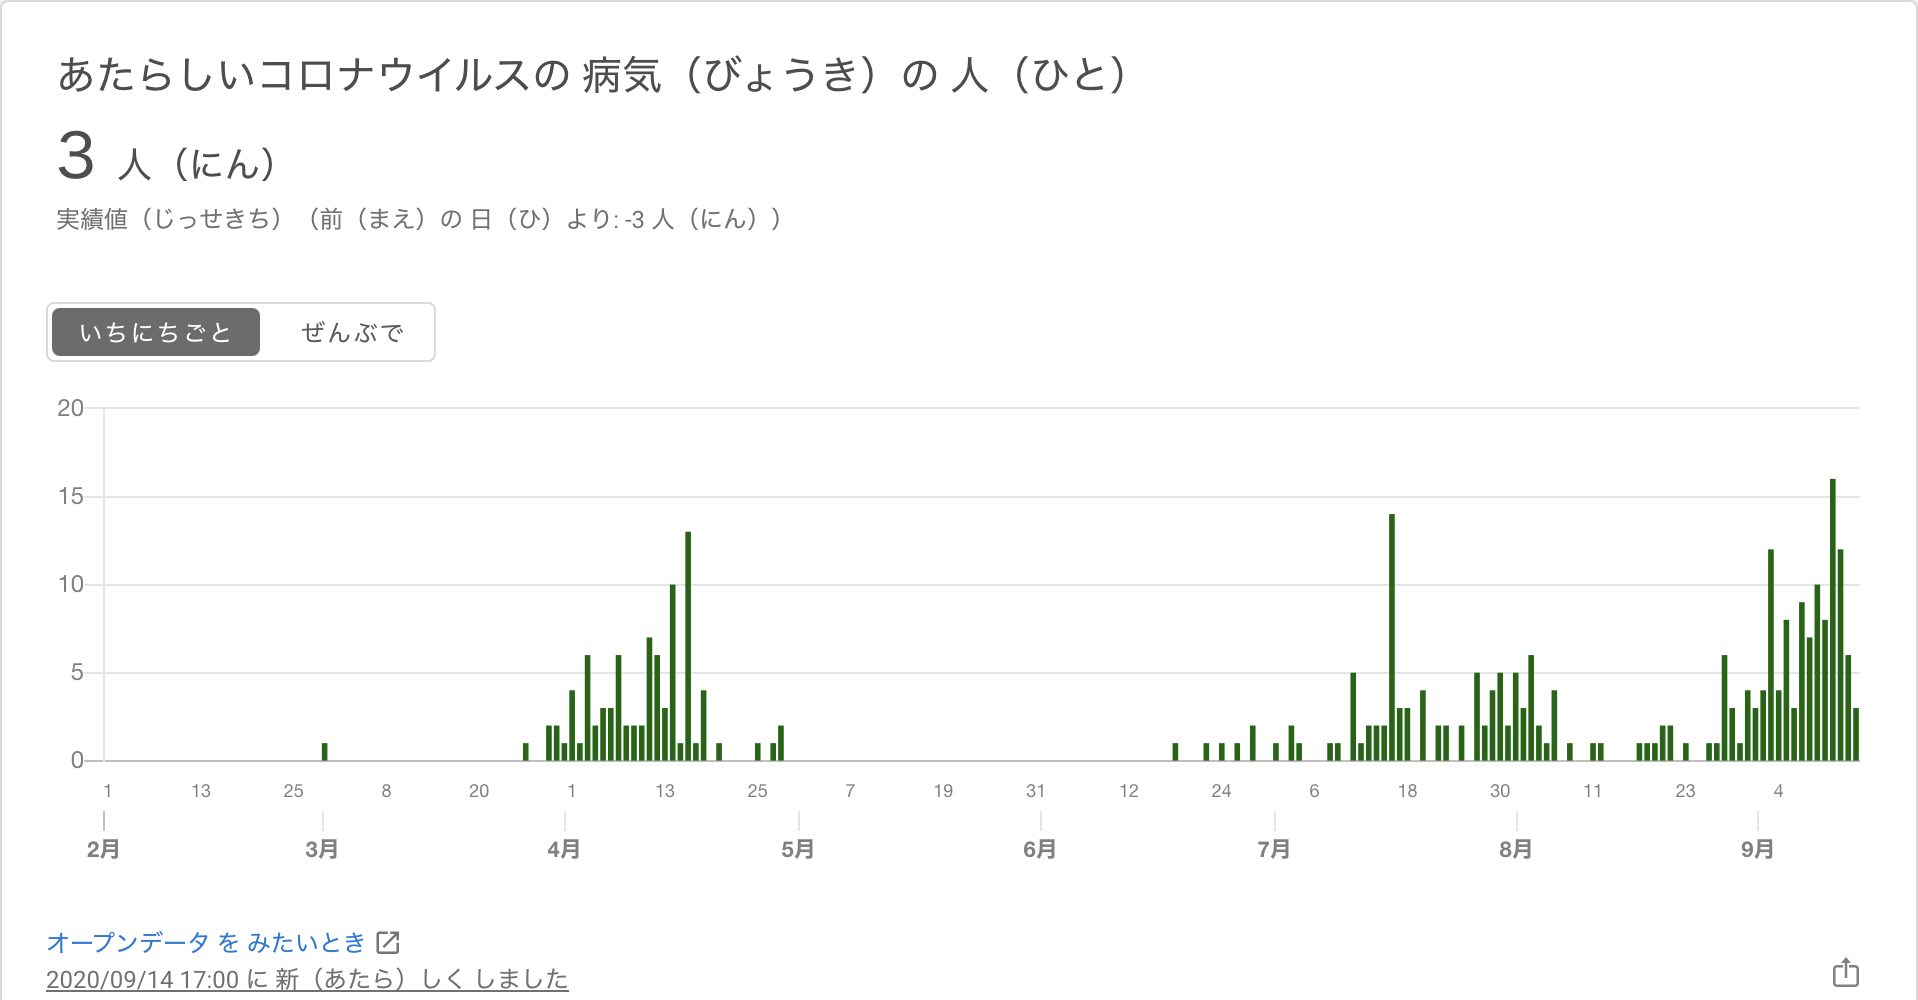 あたらしいコロナウイルスの 病気（びょうき）の 人（ひと）
3 人（にん）
実績値（じっせきち）（前（まえ）の 日（ひ）より: -3 人（にん））
いちにちごと ぜんぶで
20
15
10
5
0
1 13 25 8 20 1 13 25 7 19 31 12 24 6 18 30 11 23 4
2月 3月 4月 5月 6月 7月 8月 9月
オープンデータ を みたいとき
2020/09/14 17:00 に 新（あたら）しく しました